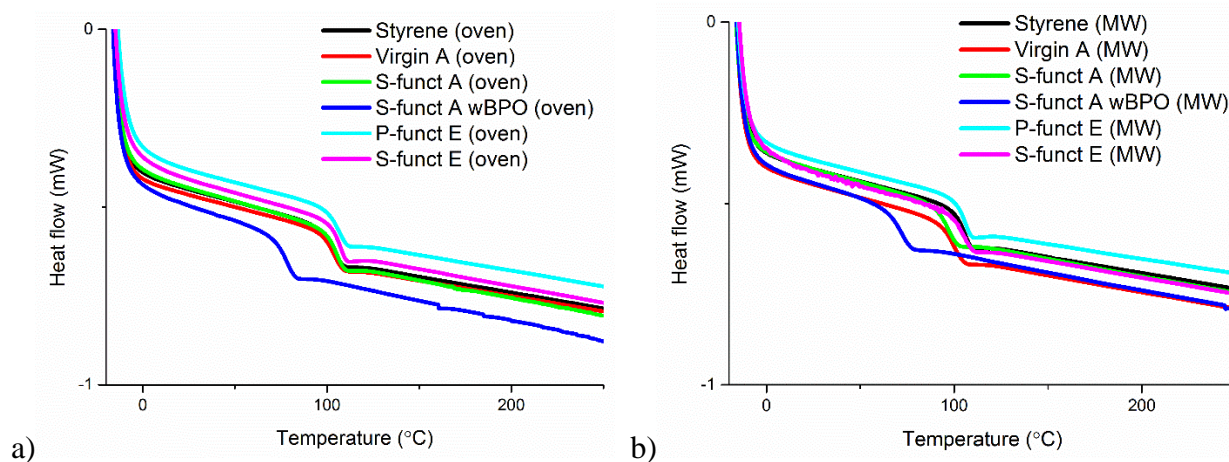 0
Styrene (oven)
Virgin A (oven)
S-funct A (oven)
S-funct A wBPO (oven)
P-funct E (oven)
S-funct E (oven)
Heat flow (mW)
-1
0
100
200
Temperature (°C)
a)
0
Styrene (MW)
Virgin A (MW)
S-funct A (MW)
S-funct A wBPO (MW)
P-funct E (MW)
S-funct E (MW)
Heat flow (mW)
-1
0
100
200
Temperature (°C)
b)